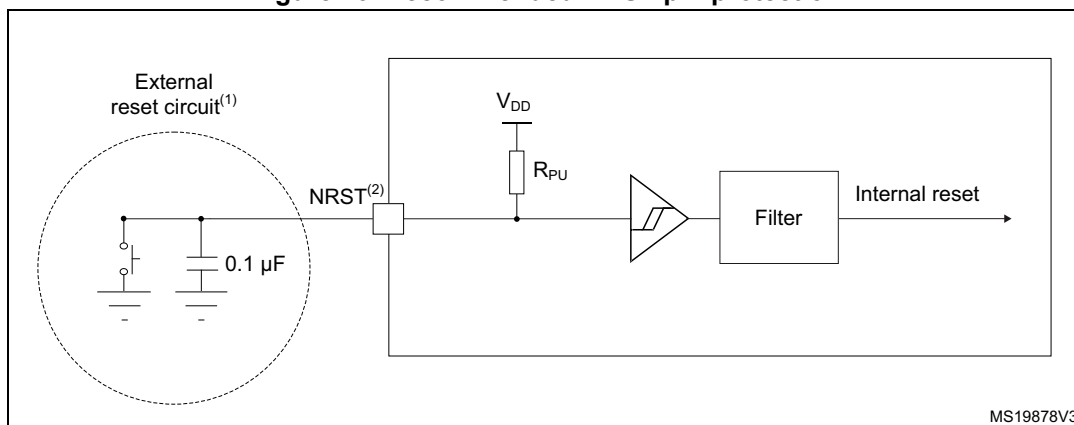 External
reset circuit(1)
VDD
RPU
NRST(2)
Internal reset
Filter
0.1 µF
MS19878V3